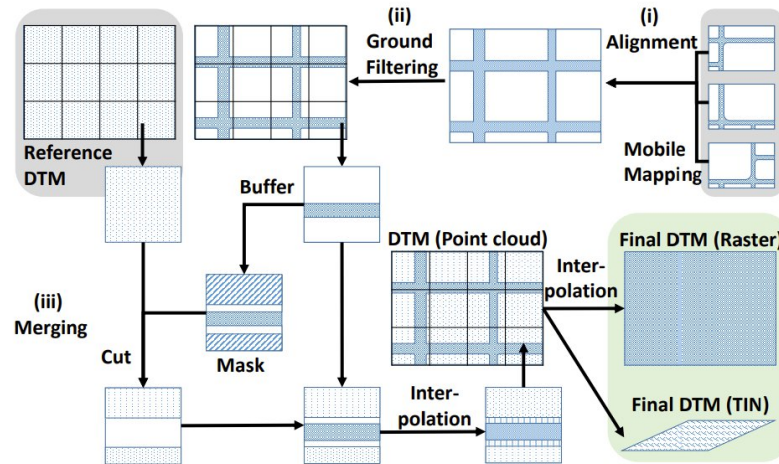 (ii)
Ground
Filtering
(i)
Alignment
Mobile
Mapping
Reference
DTM
Buffer
DTM (Point cloud)
Final DTM (Raster)
Inter-
polation
(iii)
Merging
Mask
Cut
Inter-
polation
Final DTM (TIN)